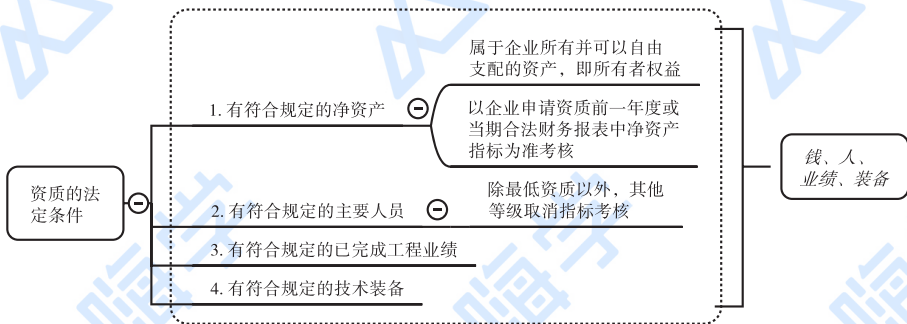 属于企业所有并可以自由
支配的资产，即所有者权益
1. 有符合规定的净资产
以企业申请资质前一年度或
当期合法财务报表中净资产
指标为准考核
资质的法
定条件
钱、人、
业绩、装备
除最低资质以外，其他
等级取消指标考核
2. 有符合规定的主要人员
3. 有符合规定的已完成工程业绩
4. 有符合规定的技术装备
嗨学
嗨学
嗨学